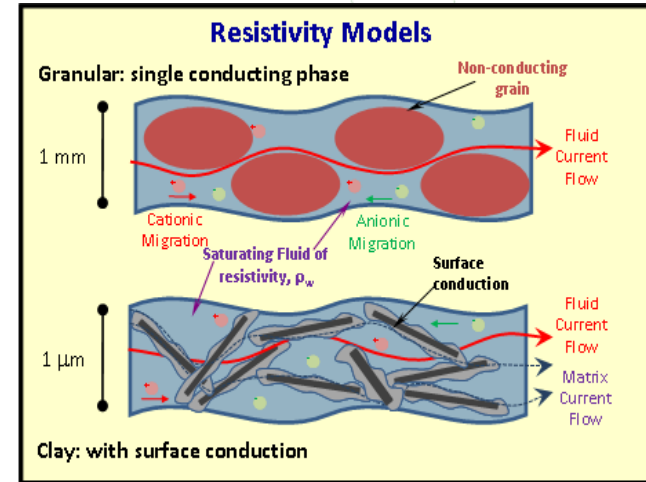 Resistivity Models
Granular: single conducting phase
Non-conducting
grain
1 mm
Fluid
Current
Flow
Cationic
Migration
Anionic
Migration
Saturating Fluid of
resistivity, ρw
Surface
conduction
1 μm
Fluid
Current
Flow
Matrix
Current
Flow
Clay: with surface conduction